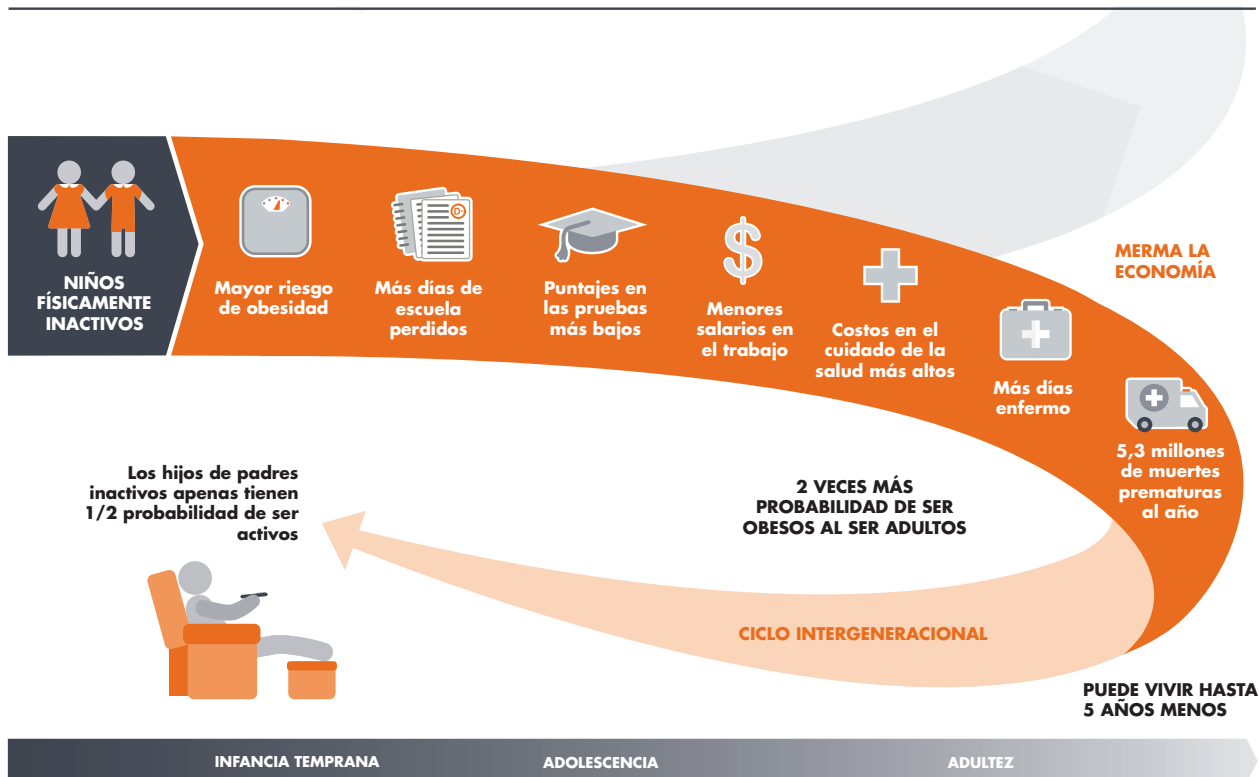 NIÑOS
FÍSICAMENTE
INACTIVOS
Mayor riesgo
de obesidad
Más días de
escuela
perdidos
D-
Puntajes en
las pruebas
más bajos
$
Menores
salarios en
el trabajo
Costos en el
cuidado de la
salud más altos
Más días
enfermo
MERMA LA
ECONOMÍA
5,3 millones
de muertes
prematuras
al año
Los hijos de padres
inactivos apenas tienen
1/2 probabilidad de ser
activos
2 VECES MÁS
PROBABILIDAD DE SER
OBESOS AL SER ADULTOS
CICLO INTERGENERACIONAL
PUEDE VIVIR HASTA
5 AÑOS MENOS
INFANCIA TEMPRANA
ADOLESCENCIA
ADULTEZ